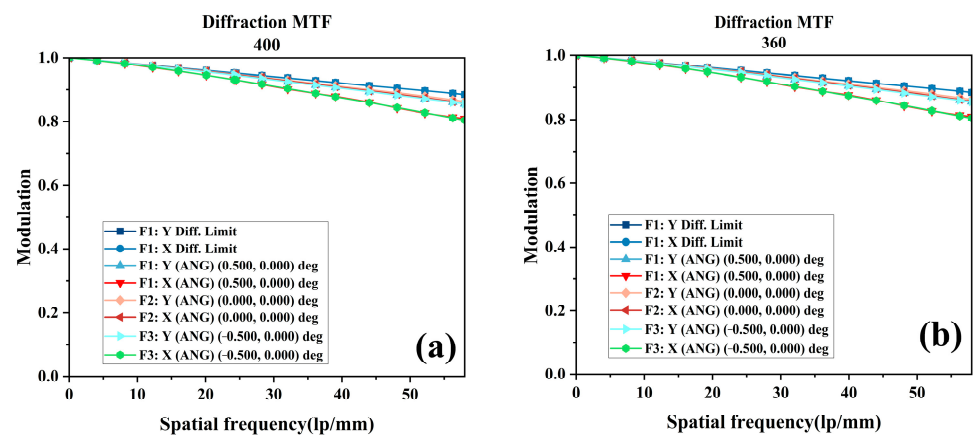 Diffraction MTF
400
1.0
0.8
0.6
0.4
0.2
0.0
Modulation
F1: Y Diff. Limit
F1: X Diff. Limit
F1: Y (ANG) (0.500, 0.000) deg
F1: X (ANG) (0.500, 0.000) deg
F2: Y (ANG) (0.000, 0.000) deg
F2: X (ANG) (0.000, 0.000) deg
F3: Y (ANG) (−0.500, 0.000) deg
F3: X (ANG) (−0.500, 0.000) deg
(a)
0 10 20 30 40 50
Spatial frequency(lp/mm)
Diffraction MTF
360
1.0
0.8
0.6
0.4
0.2
0.0
Modulation
F1: Y Diff. Limit
F1: X Diff. Limit
F1: Y (ANG) (0.500, 0.000) deg
F1: X (ANG) (0.500, 0.000) deg
F2: Y (ANG) (0.000, 0.000) deg
F2: X (ANG) (0.000, 0.000) deg
F3: Y (ANG) (−0.500, 0.000) deg
F3: X (ANG) (−0.500, 0.000) deg
(b)
0 10 20 30 40 50
Spatial frequency(lp/mm)